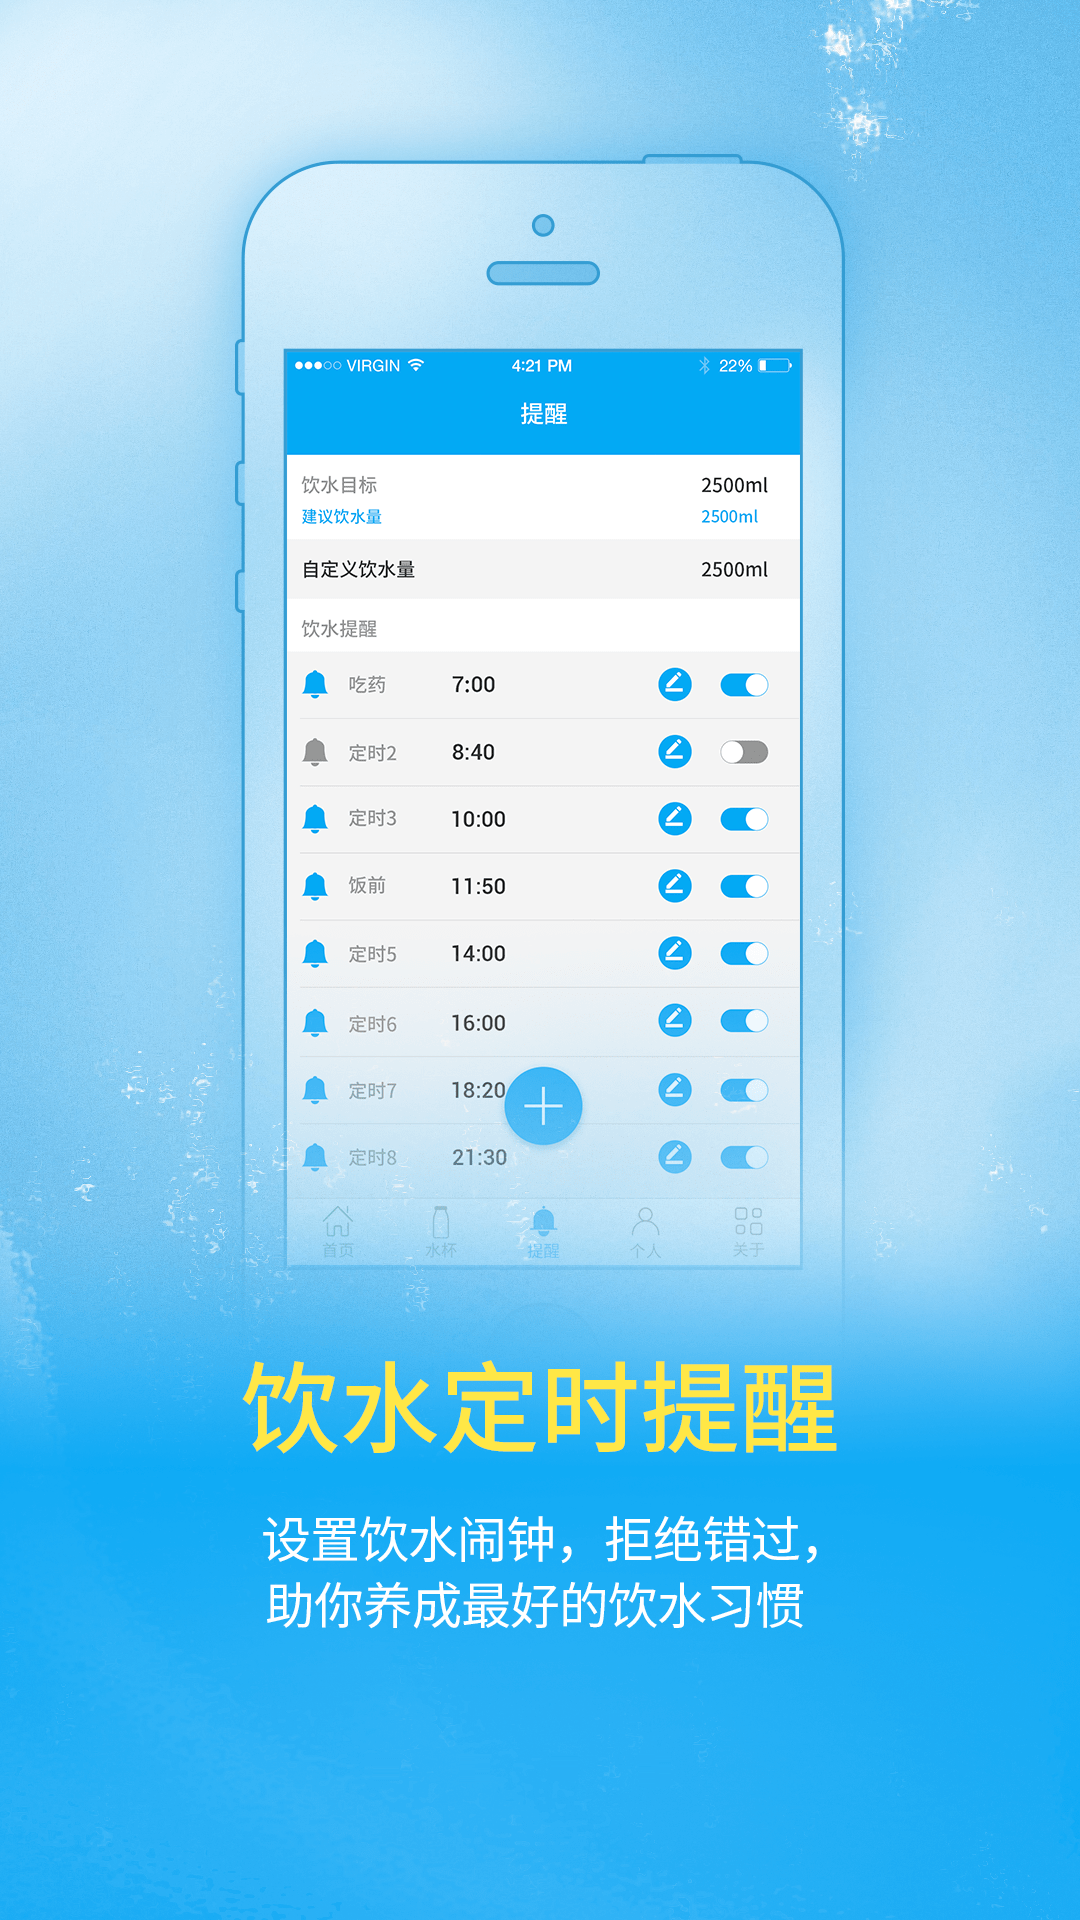 VIRGIN 4:21 PM 22%
提醒
饮水目标 2500ml
建议饮水量 2500ml
自定义饮水量 2500ml
饮水提醒
吃药 7:00
定时2 8:40
定时3 10:00
饭前 11:50
定时5 14:00
定时6 16:00
定时7 18:20
定时8 21:30
首页 水杯 提醒 个人 关于
饮水定时提醒
设置饮水闹钟，拒绝错过，
助你养成最好的饮水习惯